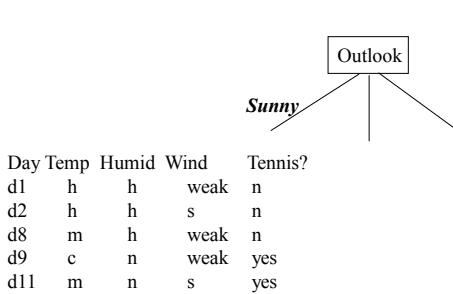 Outlook
Sunny
Day Temp Humid Wind Tennis?
d1 h h weak n
d2 h h s n
d8 m h weak n
d9 c n weak yes
d11 m n s yes